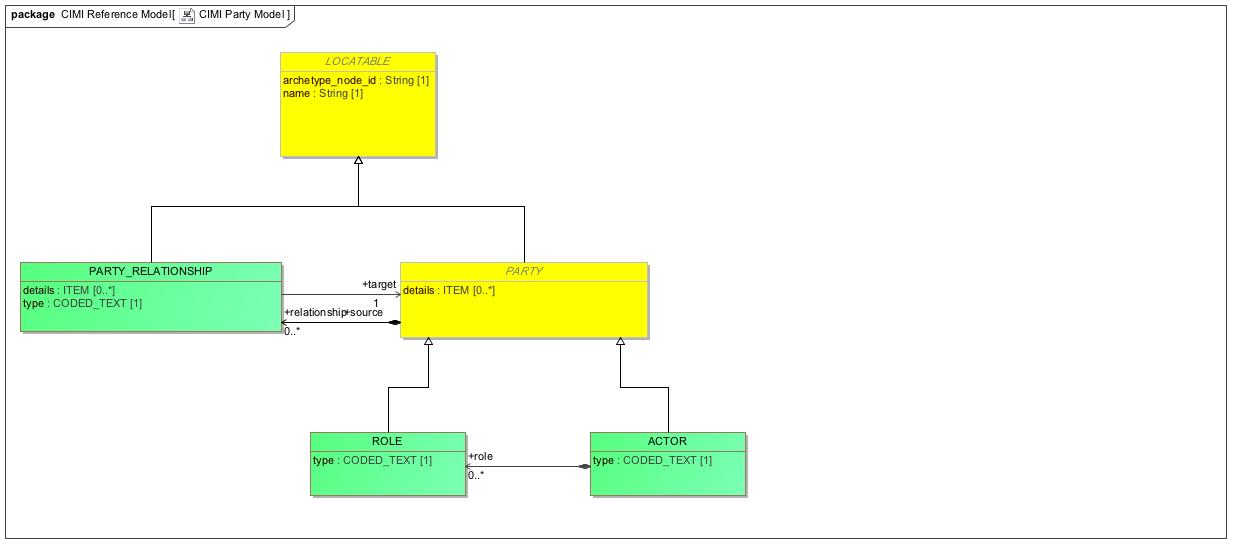 package CIMI Reference Model[ CIMI Party Model ]
LOCATABLE
archetype_node_id : String [1]
name : String [1]
PARTY_RELATIONSHIP
details : ITEM [0..*]
type : CODED_TEXT [1]
+target
1
+relationship
+source
0..*
PARTY
details : ITEM [0..*]
ROLE
type : CODED_TEXT [1]
+role
0..*
ACTOR
type : CODED_TEXT [1]